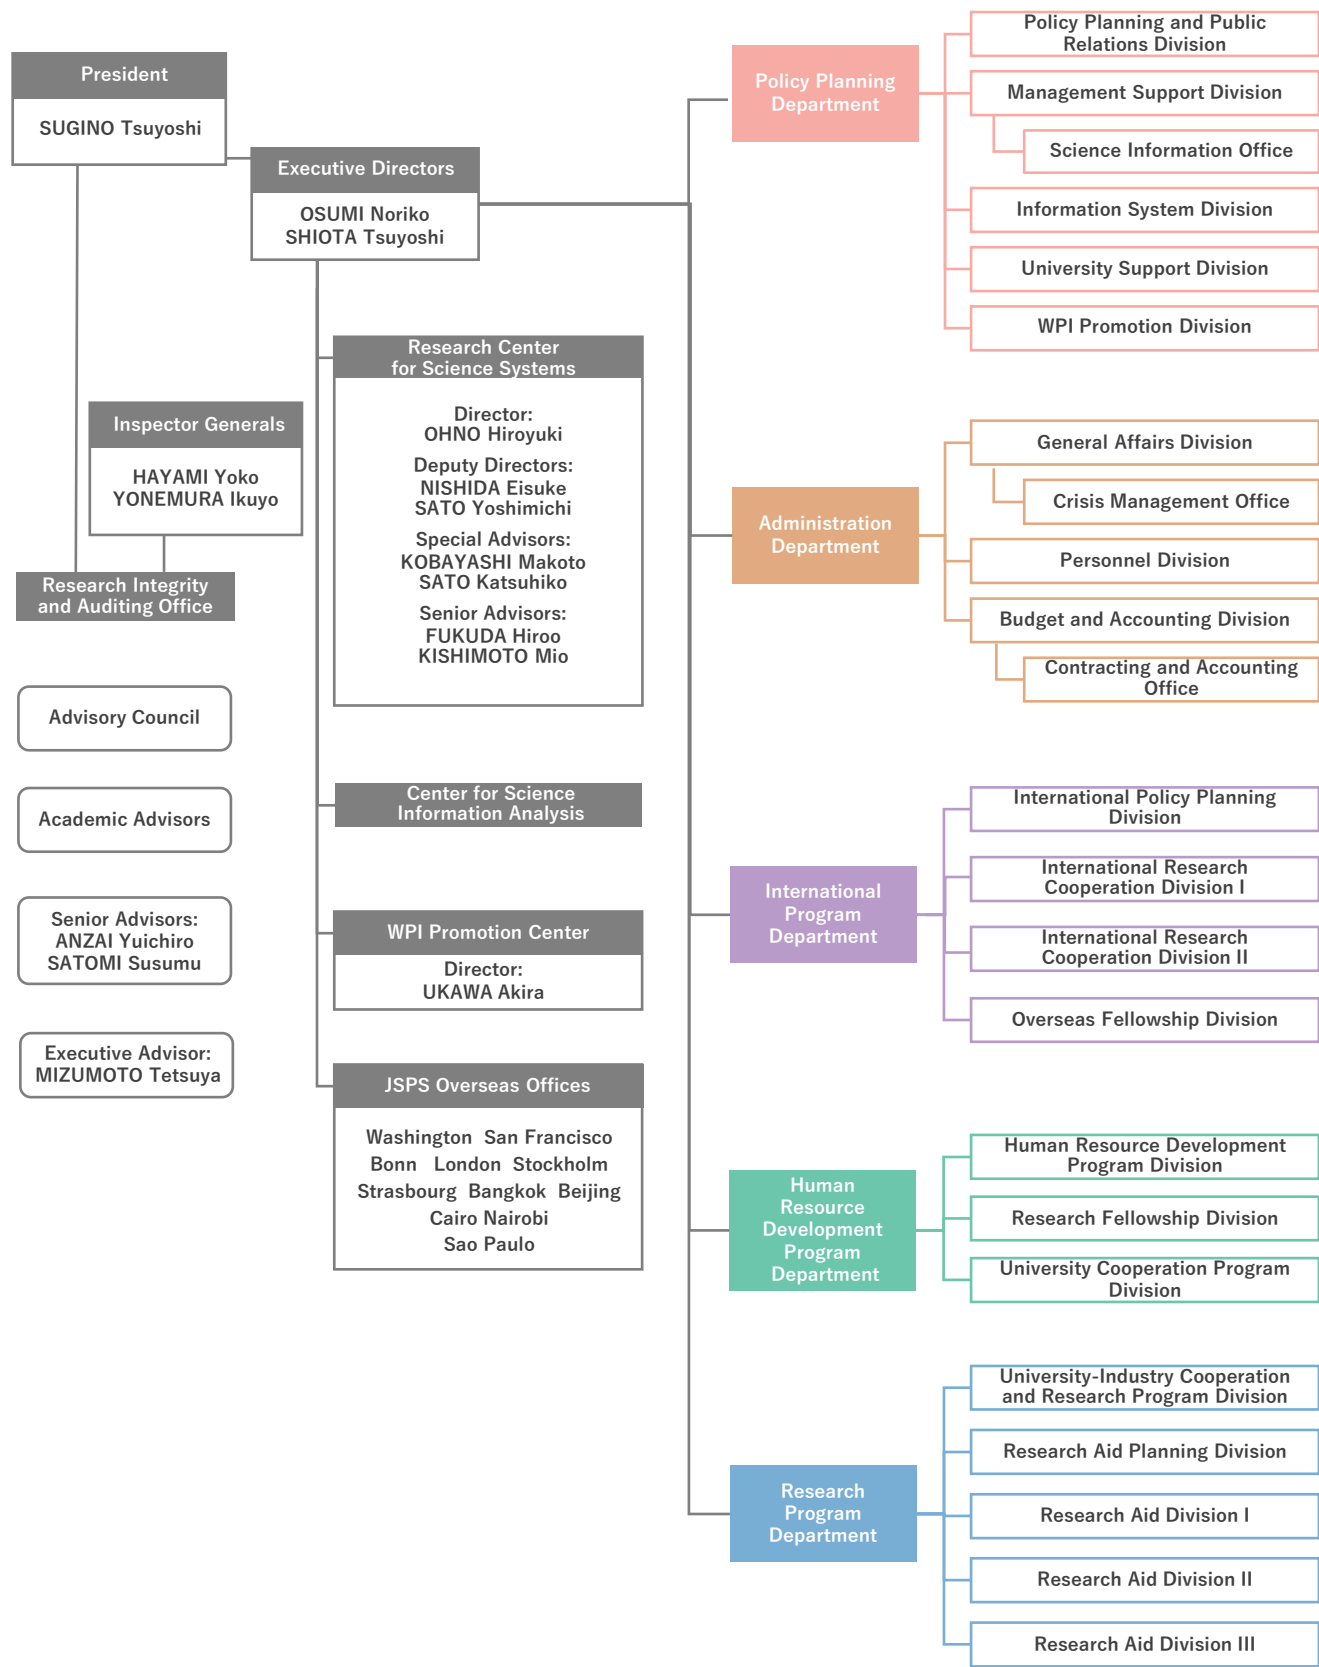 President
SUGINO Tsuyoshi
Executive Directors
OSUMI Noriko
SHIOTA Tsuyoshi
Inspector Generals
HAYAMI Yoko
YONEMURA Ikuyo
Research Integrity
and Auditing Office
Advisory Council
Academic Advisors
Senior Advisors:
ANZAI Yuichiro
SATOMI Susumu
Executive Advisor:
MIZUMOTO Tetsuya
Research Center
for Science Systems
Director:
OHNO Hiroyuki
Deputy Directors:
NISHIDA Eisuke
SATO Yoshimichi
Special Advisors:
KOBAYASHI Makoto
SATO Katsuhiko
Senior Advisors:
FUKUDA Hiroo
KISHIMOTO Mio
Center for Science
Information Analysis
WPI Promotion Center
Director:
UKAWA Akira
JSPS Overseas Offices
Washington San Francisco
Bonn London Stockholm
Strasbourg Bangkok Beijing
Cairo Nairobi
Sao Paulo
Policy Planning
Department
Policy Planning and Public
Relations Division
Management Support Division
Science Information Office
Information System Division
University Support Division
WPI Promotion Division
Administration
Department
General Affairs Division
Crisis Management Office
Personnel Division
Budget and Accounting Division
Contracting and Accounting
Office
International
Program
Department
International Policy Planning
Division
International Research
Cooperation Division I
International Research
Cooperation Division II
Overseas Fellowship Division
Human
Resource
Development
Program
Department
Human Resource Development
Program Division
Research Fellowship Division
University Cooperation Program
Division
Research
Program
Department
University-Industry Cooperation
and Research Program Division
Research Aid Planning Division
Research Aid Division I
Research Aid Division II
Research Aid Division III